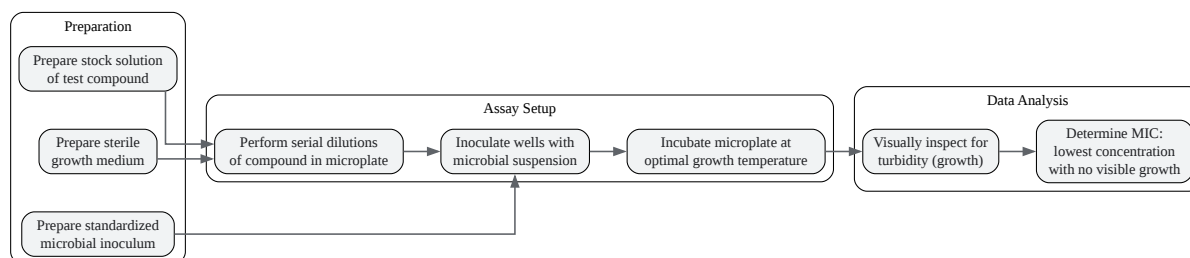 Preparation
Prepare stock solution
of test compound
Prepare sterile
growth medium
Prepare standardized
microbial inoculum
Assay Setup
Perform serial dilutions
of compound in microplate
Inoculate wells with
microbial suspension
Incubate microplate at
optimal growth temperature
Data Analysis
Visually inspect for
turbidity (growth)
Determine MIC:
lowest concentration
with no visible growth